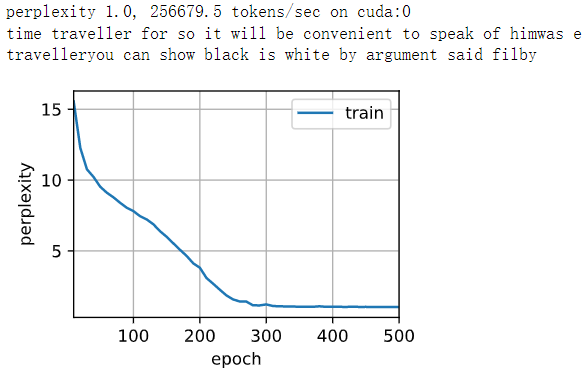 perplexity 1.0, 256679.5 tokens/sec on cuda:0
time traveller for so it will be convenient to speak of himwas e
travelleryou can show black is white by argument said filby
train
15
10
5
perplexity
100 200 300 400 500
epoch